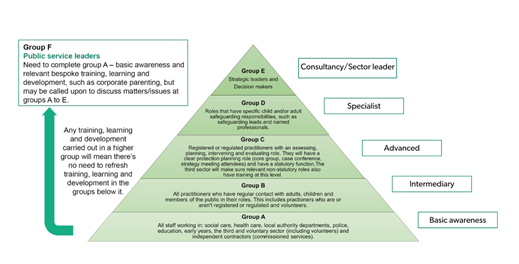 Group F
Public service leaders
Need to complete group A – basic awareness and
relevant bespoke training, learning and
development, such as corporate parenting, but
may be called upon to discuss matters/issues at
groups A to E.
Any training, learning
and development
carried out in a higher
group will mean there's
no need to refresh
training, learning and
development in the
groups below it.
Group E
Strategic leaders and
Decision makers
Group D
Roles that have specific child and/or adult
safeguarding responsibilities, such as
safeguarding leads and named
professionals.
Group C
Registered or regulated practitioners with an assessing,
planning, intervening and evaluating role. They will have a
clear protection planning role (core group, case conference,
strategy meeting attendees) and have a statutory function The
third sector will make sure relevant non-statutory roles also
have training at this level.
Group B
All practitioners who have regular contact with adults, children and
members of the public in their roles. This includes practioners who are or
aren't registered or regulated and volunteers.
Group A
All staff working in: social care, health care, local authority departments, police,
education, early years, the third and voluntary sector (including volunteers) and
independent contractors (commissioned services).
Consultancy/Sector leader
Specialist
Advanced
Intermediary
Basic awareness